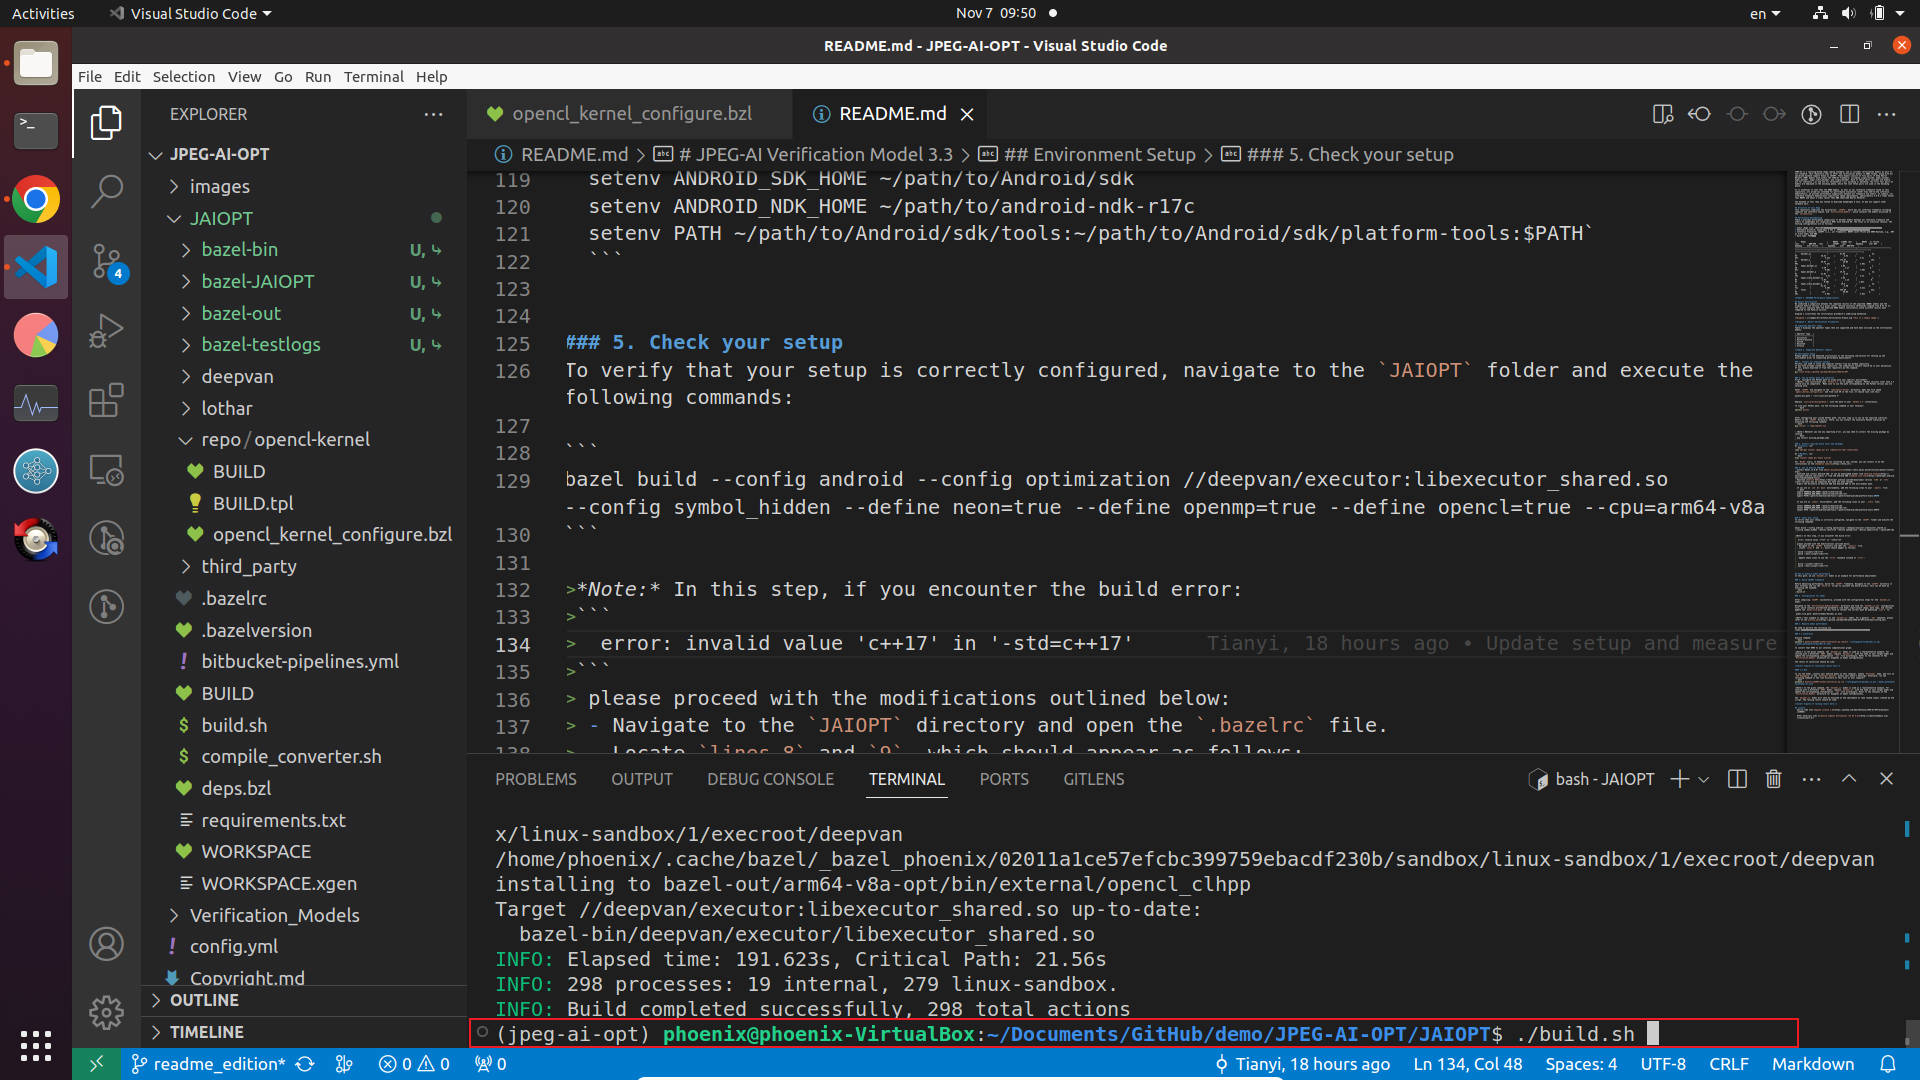 Activities Visual Studio Code Nov 7 09:50 en
README.md - JPEG-AI-OPT - Visual Studio Code
File Edit Selection View Go Run Terminal Help
EXPLORER
JPEG-AI-OPT
images
JAIOPT
bazel-bin U,
bazel-JAIOPT U,
bazel-out U,
bazel-testlogs U,
deepvan
lothar
repo/opencl-kernel
BUILD
BUILD.tpl
opencl_kernel_configure.bzl
third_party
.bazelrc
.bazelversion
bitbucket-pipelines.yml
BUILD
build.sh
compile_converter.sh
deps.bzl
requirements.txt
WORKSPACE
WORKSPACE.xgen
Verification_Models
config.yml
Copyright.md
OUTLINE
TIMELINE
4
opencl_kernel_configure.bzl README.md
README.md > # JPEG-AI Verification Model 3.3 > ## Environment Setup > ### 5. Check your setup
119 setenv ANDROID_SDK_HOME ~/path/to/Android/sdk
120 setenv ANDROID_NDK_HOME ~/path/to/android-ndk-r17c
121 setenv PATH ~/path/to/Android/sdk/tools:~/path/to/Android/sdk/platform-tools:$PATH`
122 ```
123
124
125 ### 5. Check your setup
126 To verify that your setup is correctly configured, navigate to the `JAIOPT` folder and execute the
following commands:
127
128 ```
129 bazel build --config android --config optimization //deepvan/executor:libexecutor_shared.so
--config symbol_hidden --define neon=true --define openmp=true --define opencl=true --cpu=arm64-v8a
130 ```
131
132 >*Note:* In this step, if you encounter the build error:
133 >```
134 >  error: invalid value 'c++17' in '-std=c++17' Tianyi, 18 hours ago • Update setup and measure
135 >```
136 > please proceed with the modifications outlined below:
137 > - Navigate to the `JAIOPT` directory and open the `.bazelrc` file.
138 > - Locate `lines 8` and `9`, which should appear as follows:
PROBLEMS OUTPUT DEBUG CONSOLE TERMINAL PORTS GITLENS bash - JAIOPT
x/linux-sandbox/1/execroot/deepvan
/home/phoenix/.cache/bazel/_bazel_phoenix/02011a1ce57efcbc399759ebacdf230b/sandbox/linux-sandbox/1/execroot/deepvan
installing to bazel-out/arm64-v8a-opt/bin/external/opencl_clhpp
Target //deepvan/executor:libexecutor_shared.so up-to-date:
bazel-bin/deepvan/executor/libexecutor_shared.so
INFO: Elapsed time: 191.623s, Critical Path: 21.56s
INFO: 298 processes: 19 internal, 279 linux-sandbox.
INFO: Build completed successfully, 298 total actions
(jpeg-ai-opt) phoenix@phoenix-VirtualBox:~/Documents/GitHub/demo/JPEG-AI-OPT/JAIOPT$ ./build.sh
readme_edition* 0 0 0 Tianyi, 18 hours ago Ln 134, Col 48 Spaces: 4 UTF-8 CRLF Markdown